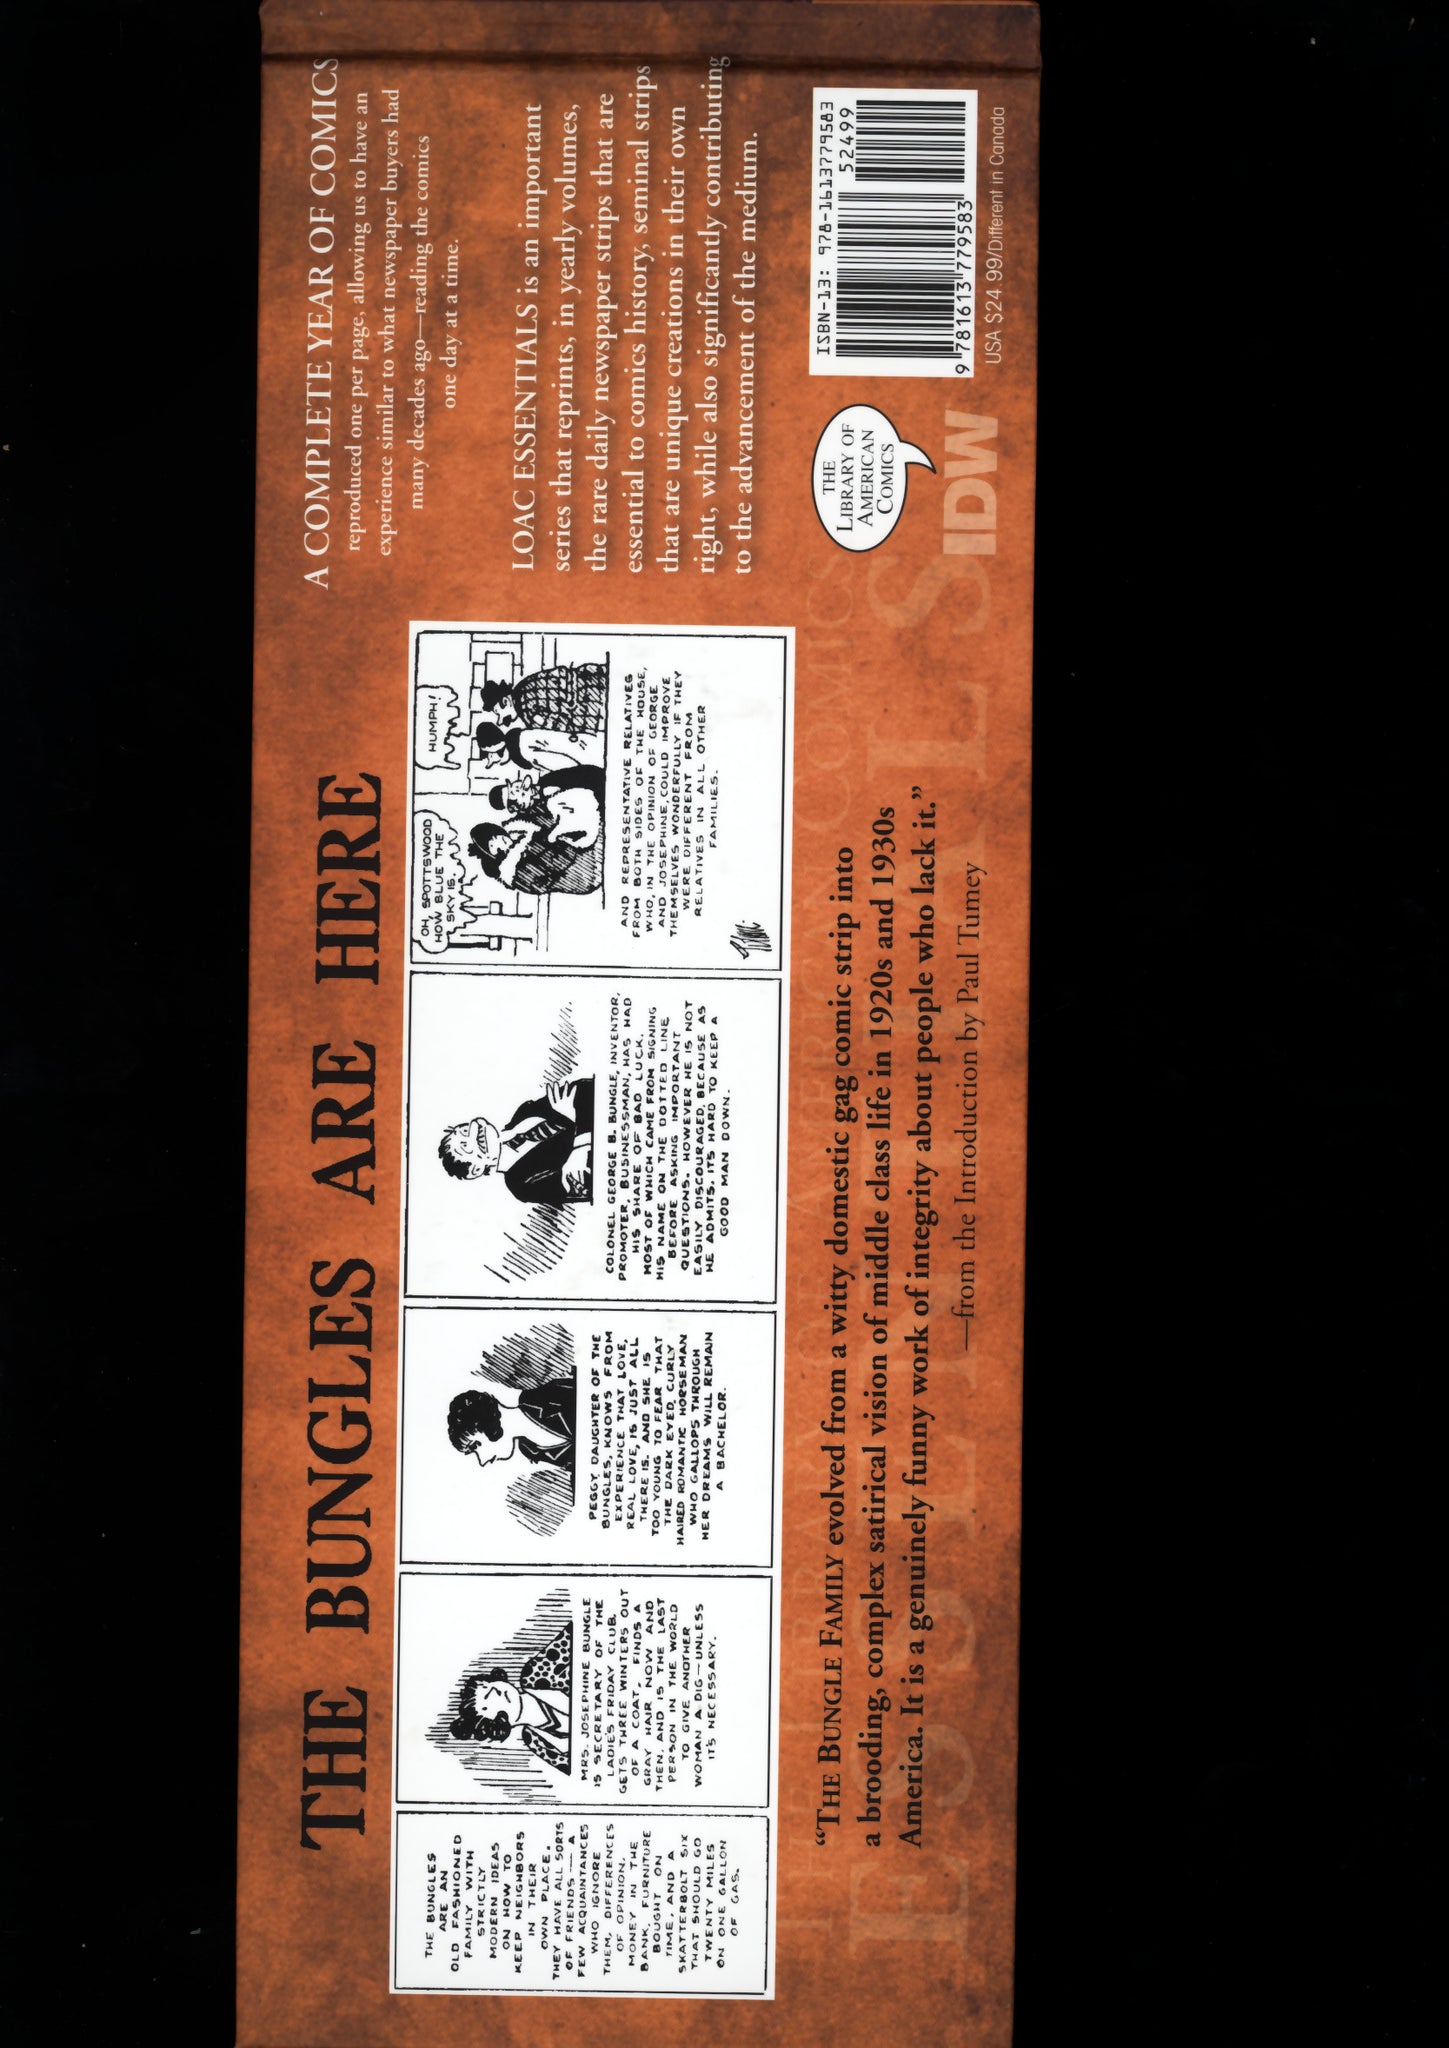 THE BUNGLES ARE HERE
THE BUNGLES
ARE AN
OLD FASHIONED
FAMILY WITH
STRICTLY
MODERN IDEAS
ON HOW TO
KEEP NEIGHBORS
IN THEIR
OWN PLACE.
THEY HAVE ALL SORTS
OF FRIENDS — A
FEW ACQUAINTANCES
WHO IGNORE
THEM, DIFFERENCES
OF OPINION,
MONEY IN THE
BANK, FURNITURE
BOUGHT ON
TIME, AND A
SKATTERBOLT SIX
THAT SHOULD GO
TWENTY MILES
ON ONE GALLON
OF GAS.
MRS. JOSEPHINE BUNGLE
IS SECRETARY OF THE
LADIE'S FRIDAY CLUB.
GETS THREE WINTERS OUT
OF A COAT, FINDS A
GRAY HAIR NOW AND
THEN, AND IS THE LAST
PERSON IN THE WORLD
TO GIVE ANOTHER
WOMAN A DIG — UNLESS
IT'S NECESSARY.
PEGGY, DAUGHTER OF THE
BUNGLES, KNOWS FROM
EXPERIENCE THAT LOVE,
REAL LOVE, IS JUST ALL
THERE IS. AND SHE IS
TOO YOUNG TO FEAR THAT
THE DARK EYED, CURLY
HAIRED ROMANTIC HORSEMAN
WHO GALLOPS THROUGH
HER DREAMS WILL REMAIN
A BACHELOR.
COLONEL GEORGE B. BUNGLE, INVENTOR,
PROMOTER, BUSINESSMAN, HAS HAD
HIS SHARE OF BAD LUCK.
MOST OF WHICH CAME FROM SIGNING
HIS NAME ON THE DOTTED LINE
BEFORE ASKING IMPORTANT
QUESTIONS. HOWEVER HE IS NOT
EASILY DISCOURAGED, BECAUSE AS
HE ADMITS, IT'S HARD TO KEEP A
GOOD MAN DOWN.
OH, SPOTTSWOOD
HOW BLUE THE
SKY IS.
HUMPH!
AND REPRESENTATIVE RELATIVES
FROM BOTH SIDES OF THE HOUSE,
WHO, IN THE OPINION OF GEORGE
AND JOSEPHINE, COULD IMPROVE
THEMSELVES WONDERFULLY IF THEY
WERE DIFFERENT FROM
RELATIVES IN ALL OTHER
FAMILIES.
“THE BUNGLE FAMILY evolved from a witty domestic gag comic strip into
a brooding, complex satirical vision of middle class life in 1920s and 1930s
America. It is a genuinely funny work of integrity about people who lack it.”
—from the Introduction by Paul Tumey
A COMPLETE YEAR OF COMICS
reproduced one per page, allowing us to have an
experience similar to what newspaper buyers had
many decades ago—reading the comics
one day at a time.
LOAC ESSENTIALS is an important
series that reprints, in yearly volumes,
the rare daily newspaper strips that are
essential to comics history, seminal strips
that are unique creations in their own
right, while also significantly contributing
to the advancement of the medium.
THE
LIBRARY OF
AMERICAN
COMICS
IDW
ISBN-13: 978-1613779583
52499
9 781613 779583
USA $24.99/Different in Canada
THE LIBRARY OF AMERICAN COMICS
ESSENTIALS